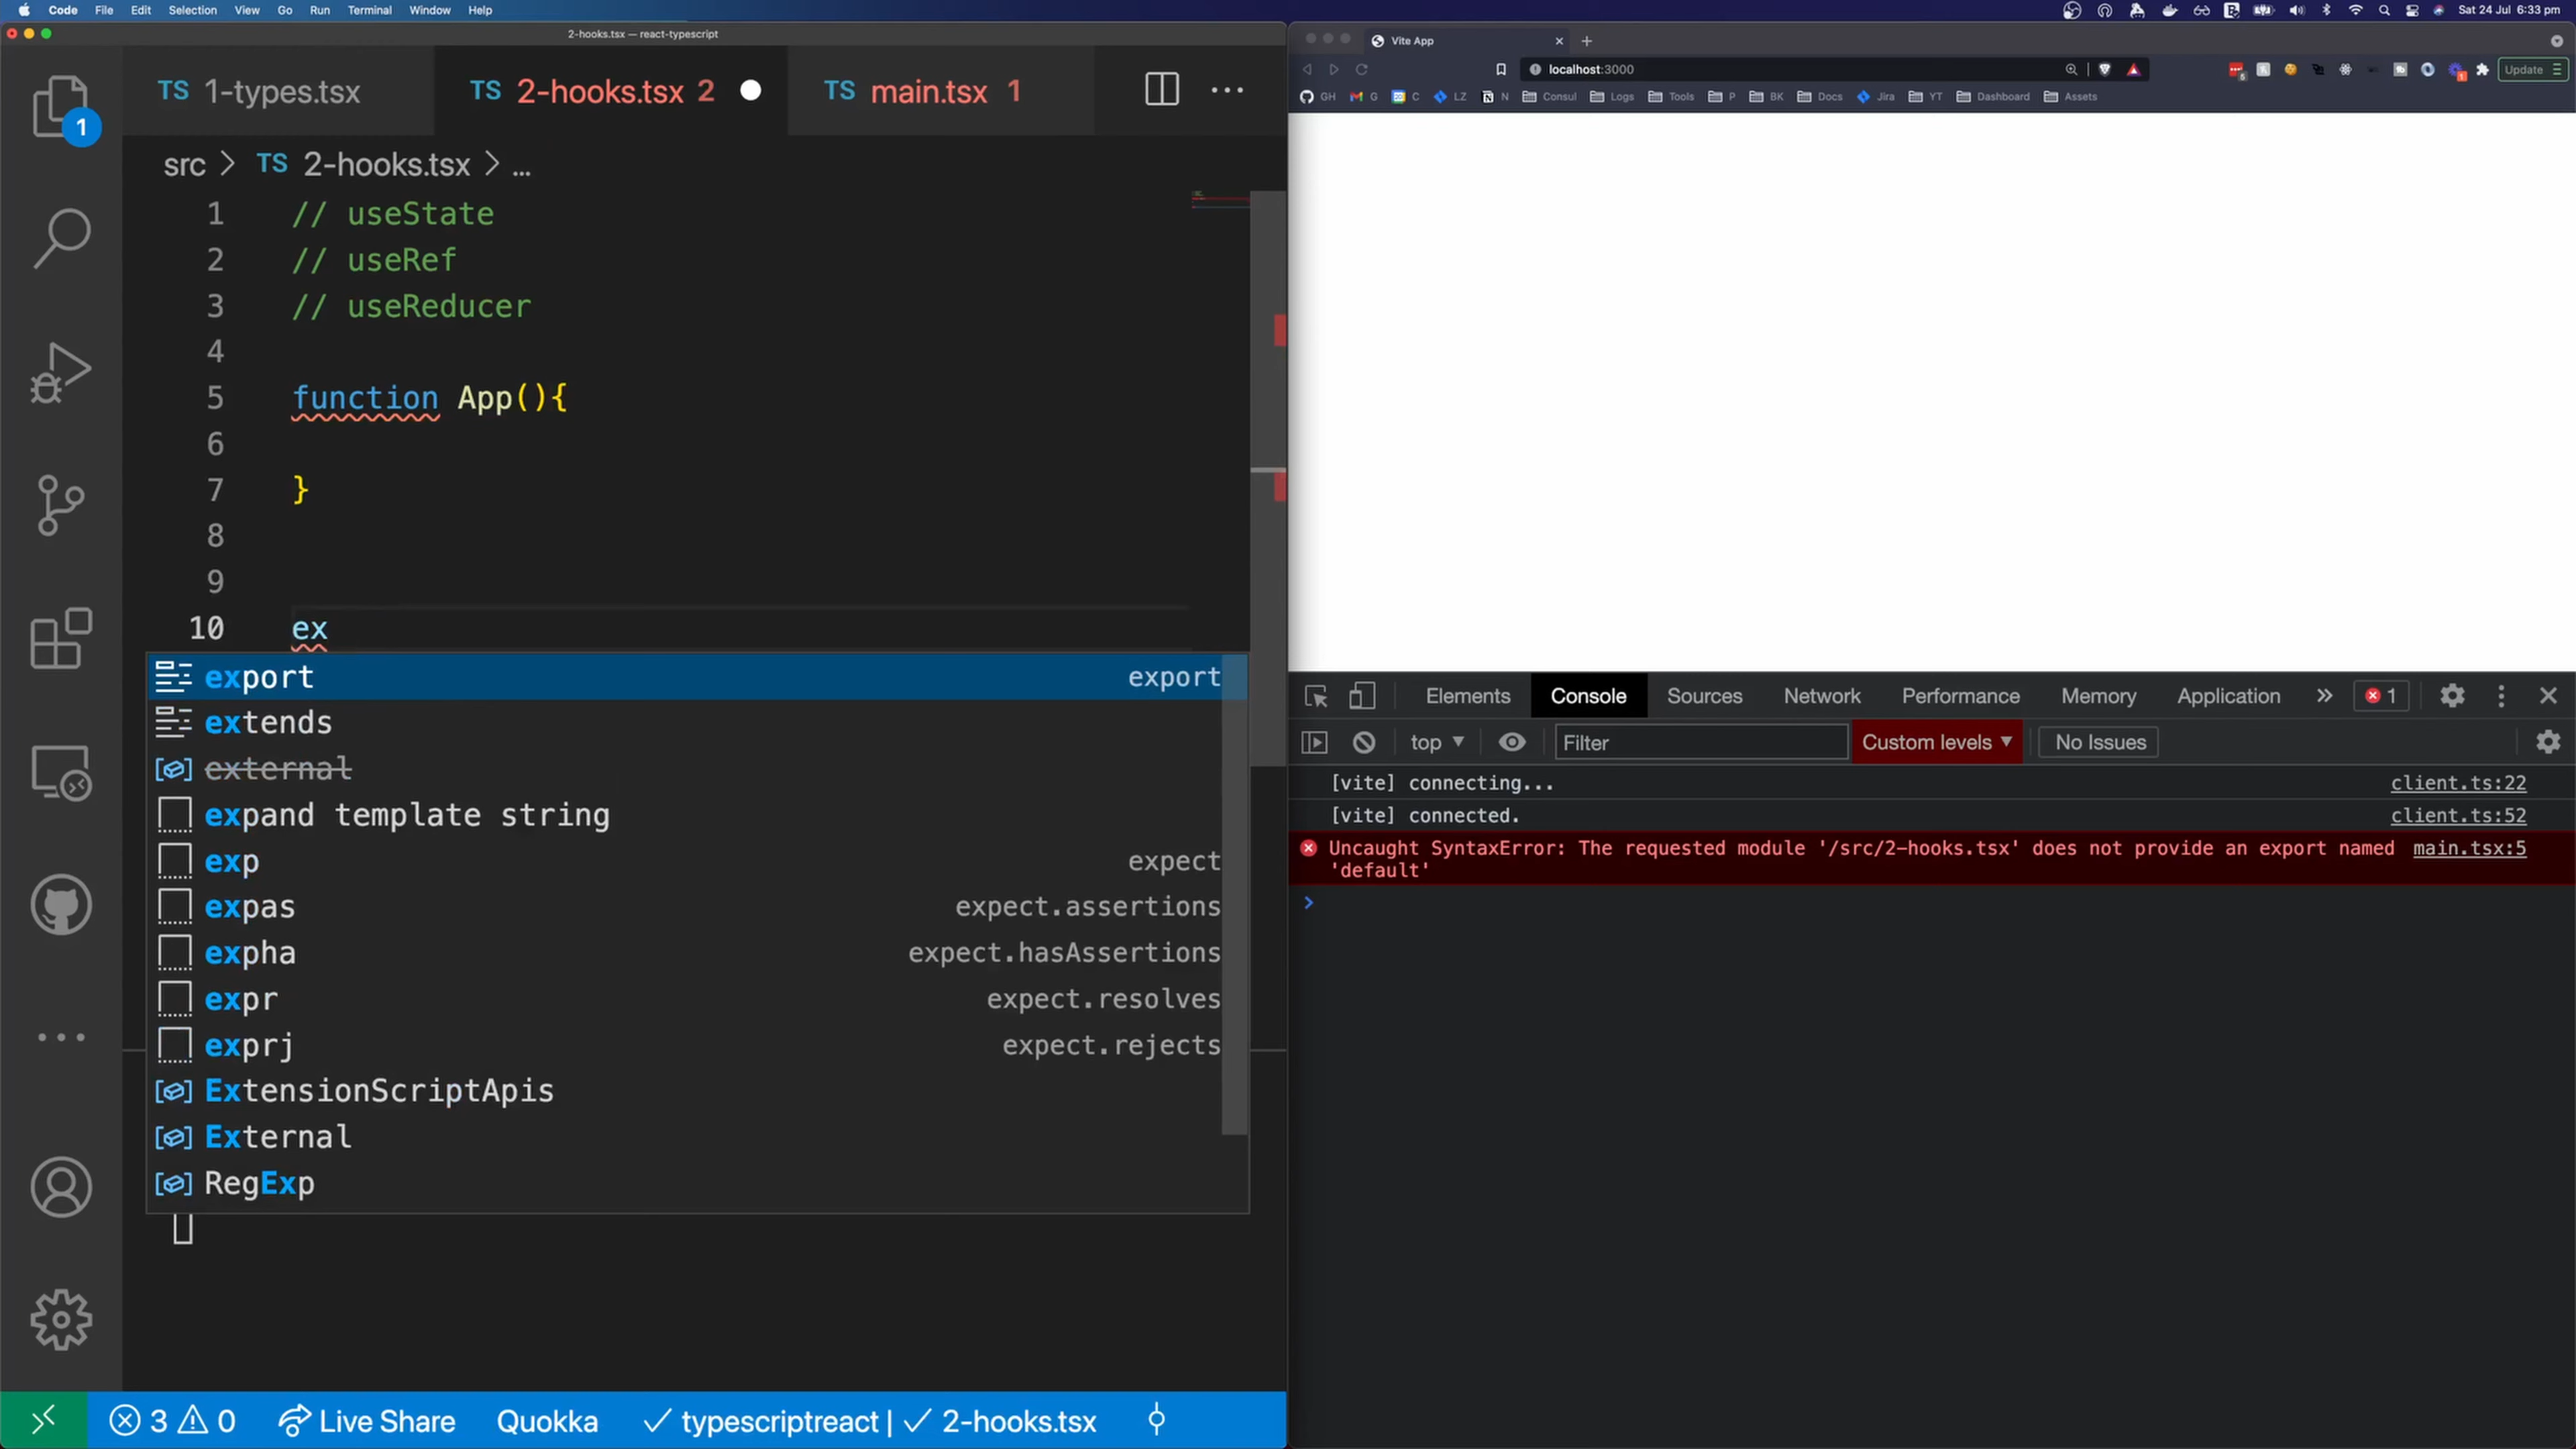 Code File Edit Selection View Go Run Terminal Window Help
Sat 24 Jul 6:33 pm
2-hooks.tsx — react-typescript
TS 1-types.tsx
TS 2-hooks.tsx 2
TS main.tsx 1
1
src > TS 2-hooks.tsx > ...
1 // useState
2 // useRef
3 // useReducer
4
5 function App(){
6
7 }
8
9
10 ex
export export
extends
external
expand template string
exp expect
expas expect.assertions
expha expect.hasAssertions
expr expect.resolves
exprj expect.rejects
ExtensionScriptApis
External
RegExp
3 0 Live Share Quokka typescriptreact | 2-hooks.tsx
Vite App
localhost:3000
Update
GH G C LZ N Consul Logs Tools P BK Docs Jira YT Dashboard Assets
Elements Console Sources Network Performance Memory Application » 1
top Filter Custom levels No Issues
[vite] connecting... client.ts:22
[vite] connected. client.ts:52
Uncaught SyntaxError: The requested module '/src/2-hooks.tsx' does not provide an export named main.tsx:5
'default'